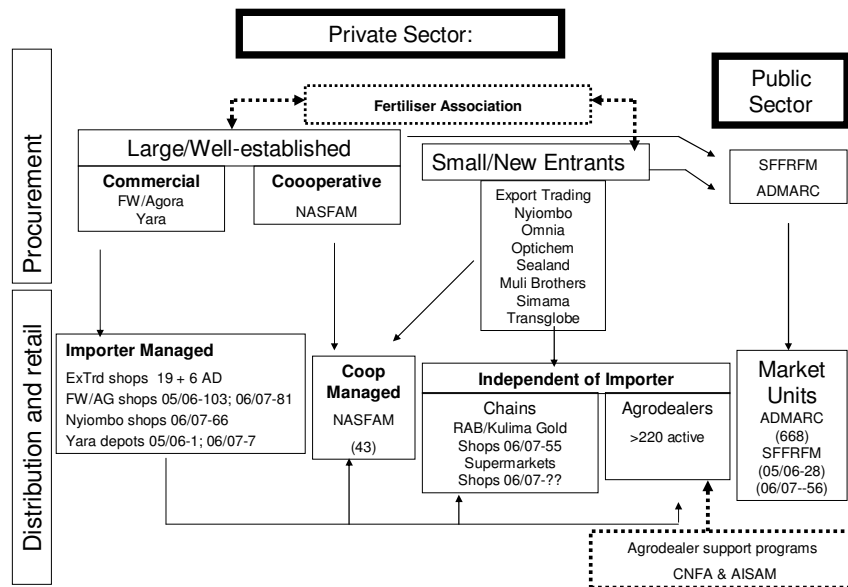 Private Sector:
Public
Sector
Fertiliser Association
Procurement
Large/Well-established
Commercial
FW/Agora
Yara
Coooperative
NASFAM
Small/New Entrants
Export Trading
Nyiombo
Omnia
Optichem
Sealand
Muli Brothers
Simama
Transglobe
SFFRFM
ADMARC
Distribution and retail
Importer Managed
ExTrd shops 19 + 6 AD
FW/AG shops 05/06-103; 06/07-81
Nyiombo shops 06/07-66
Yara depots 05/06-1; 06/07-7
Coop
Managed
NASFAM
(43)
Independent of Importer
Chains
RAB/Kulima Gold
Shops 06/07-55
Supermarkets
Shops 06/07-??
Agrodealers
>220 active
Market
Units
ADMARC
(668)
SFFRFM
(05/06-28)
(06/07--56)
Agrodealer support programs
CNFA & AISAM